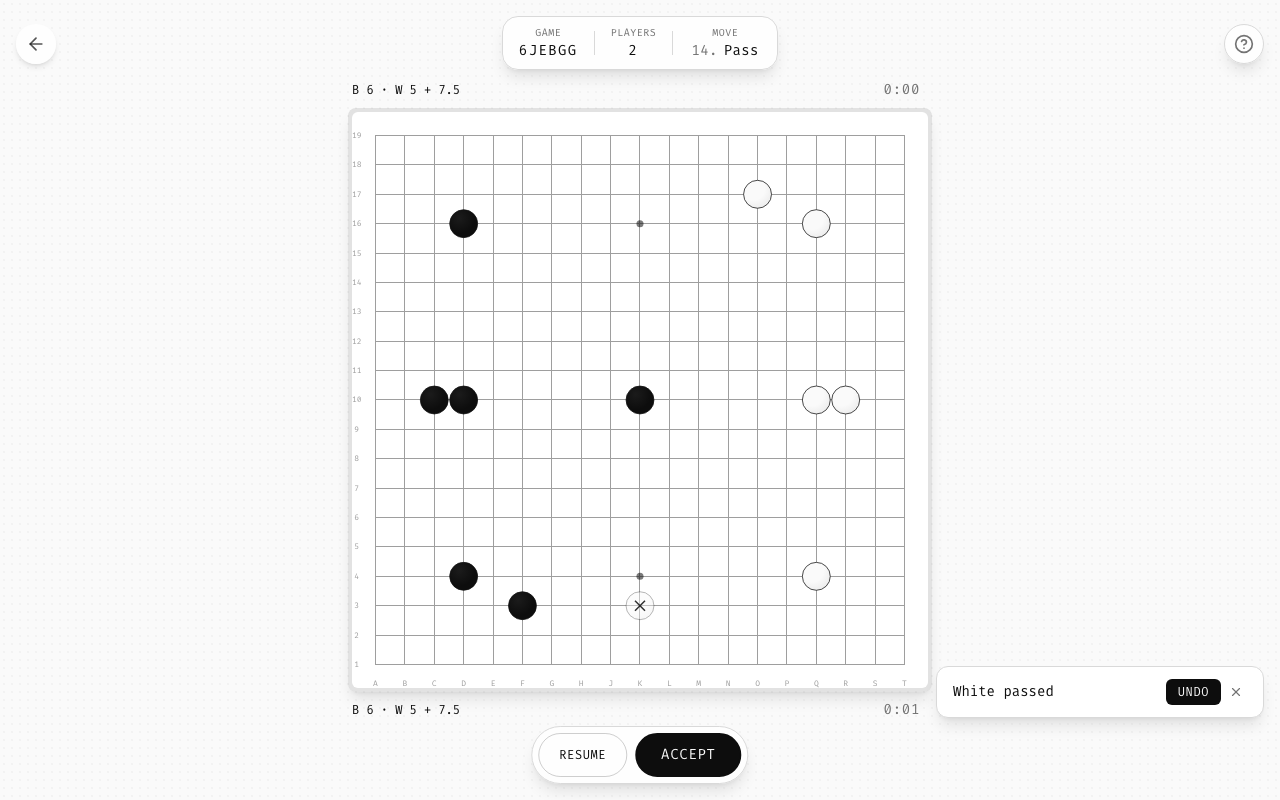 GAME
6JEBGG
PLAYERS
2
MOVE
14. Pass
B 6 · W 5 + 7.5
0:00
19
18
17
16
15
14
13
12
11
10
9
8
7
6
5
4
3
2
1
A B C D E F G H J K L M N O P Q R S T
White passed
UNDO
B 6 · W 5 + 7.5
0:01
RESUME
ACCEPT